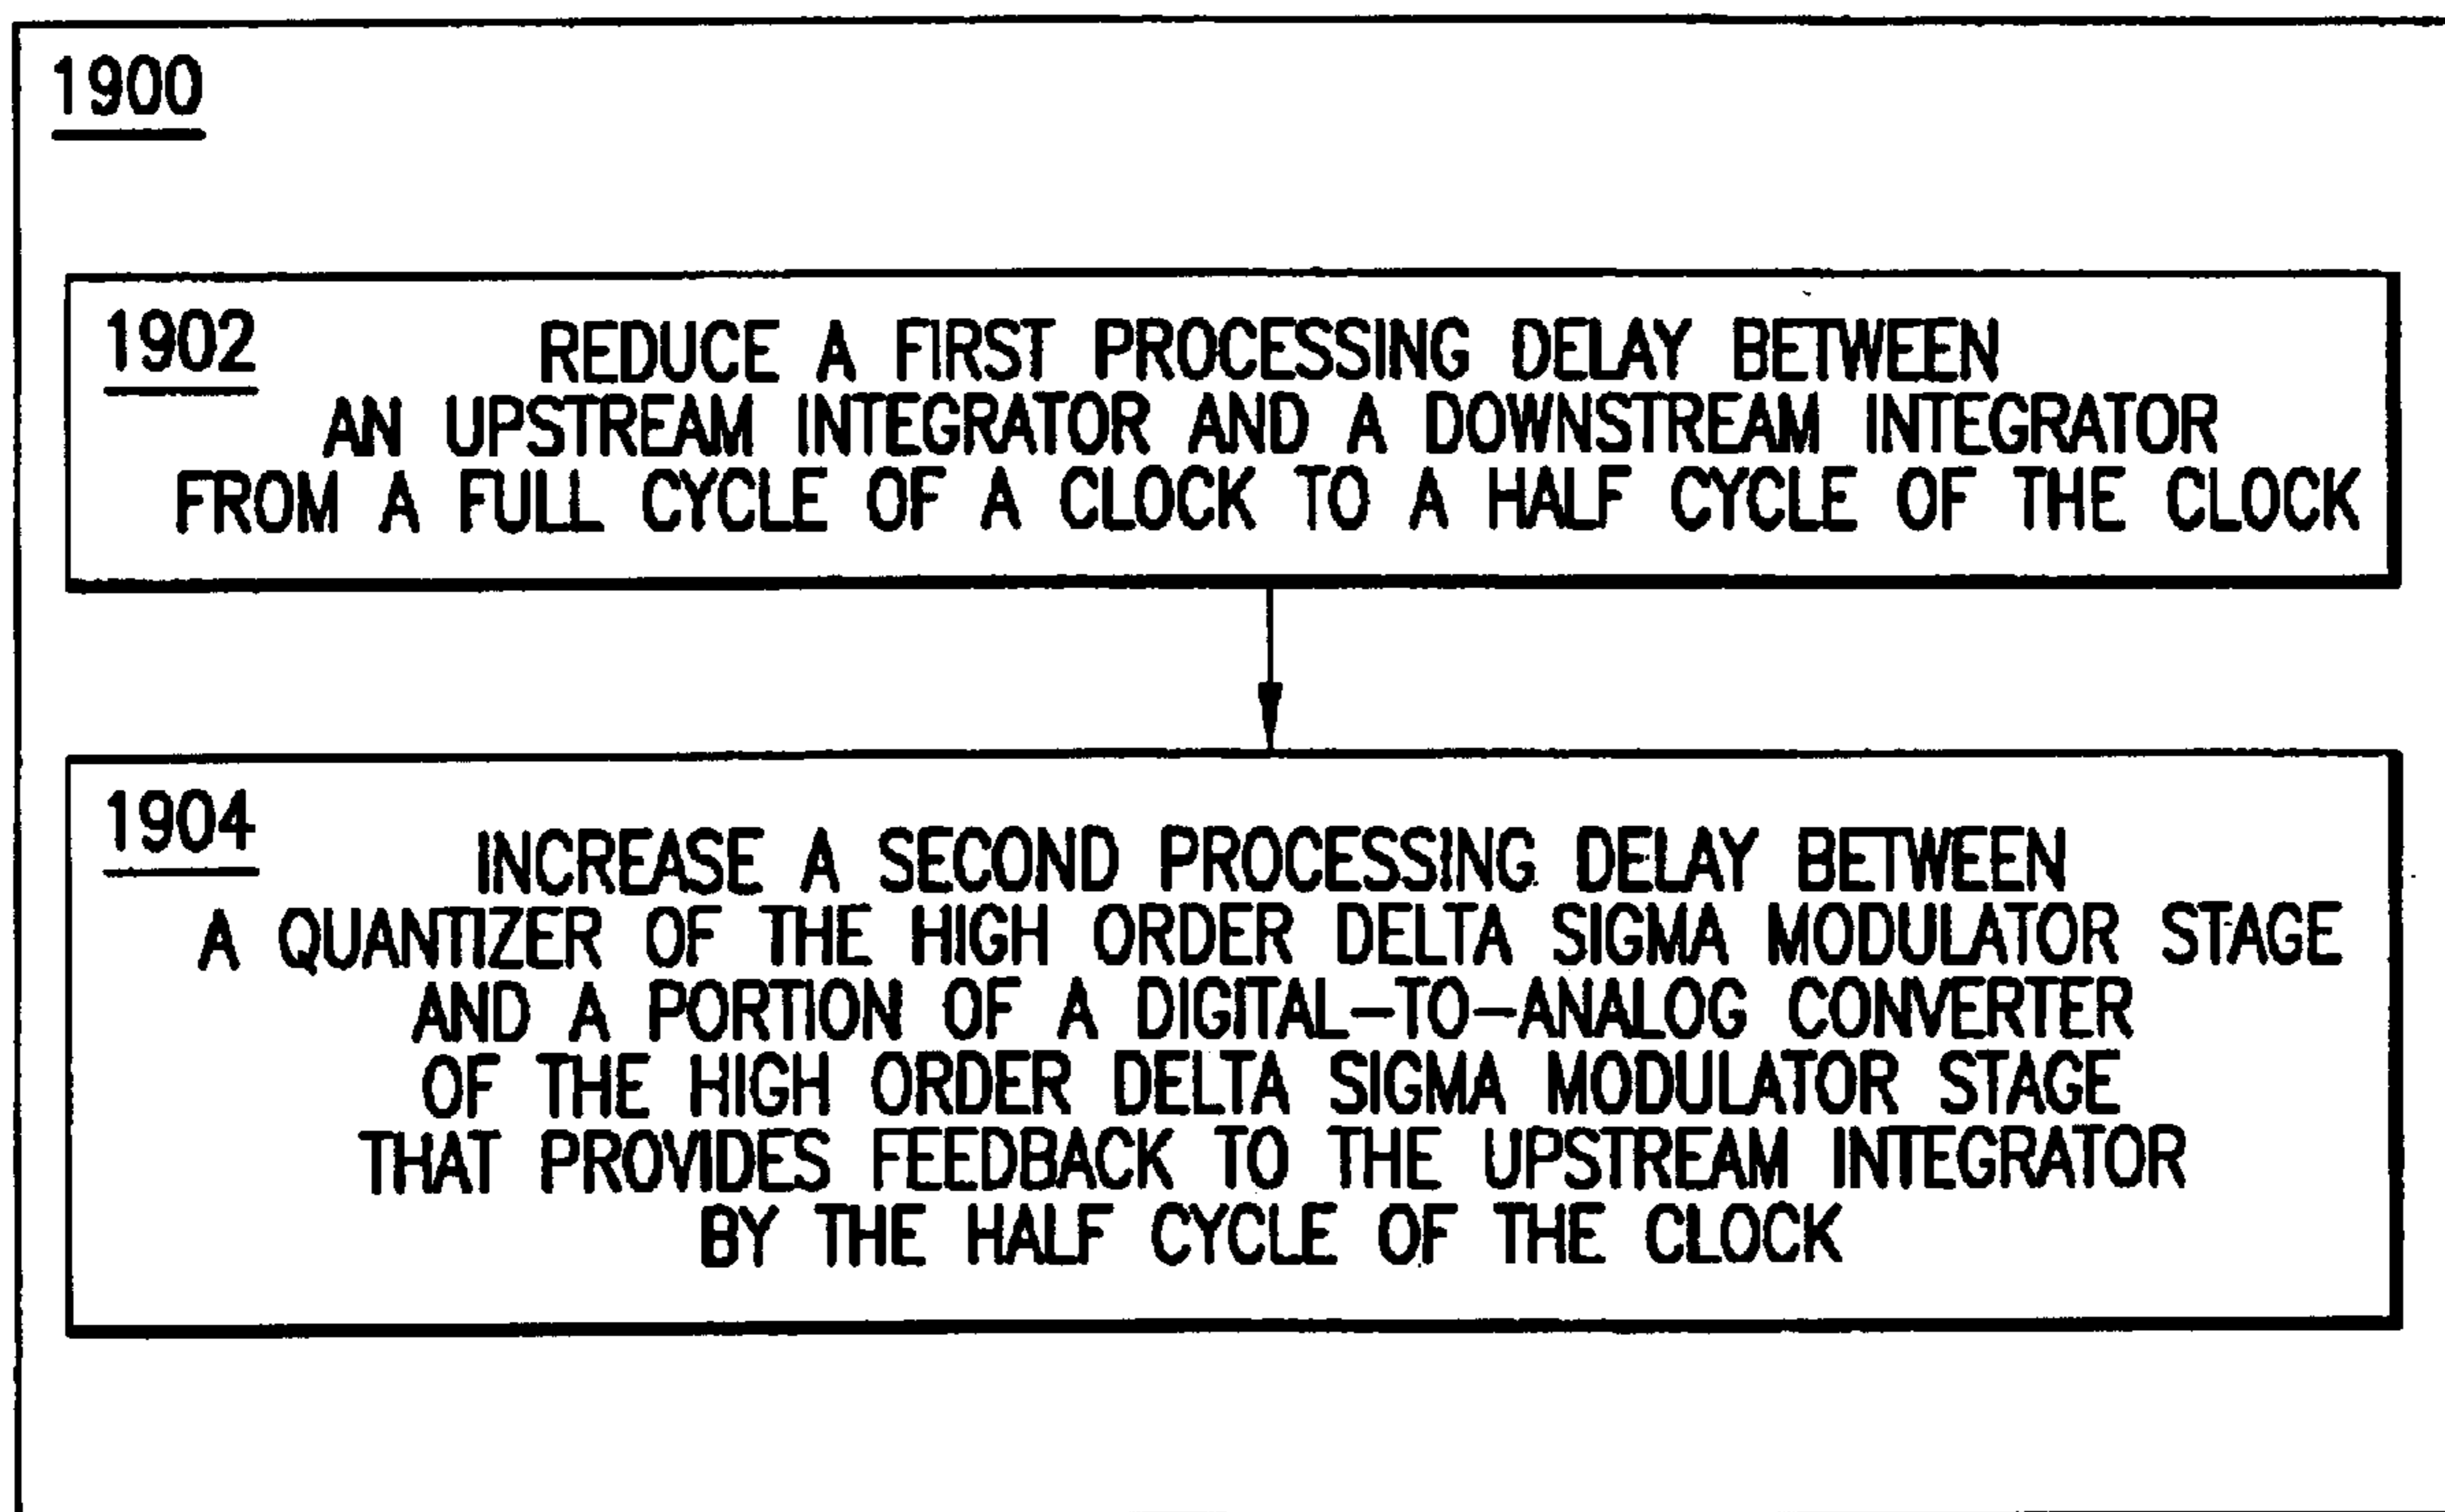 1900
1902
REDUCE A FIRST PROCESSING DELAY BETWEEN
AN UPSTREAM INTEGRATOR AND A DOWNSTREAM INTEGRATOR
FROM A FULL CYCLE OF A CLOCK TO A HALF CYCLE OF THE CLOCK
1904
INCREASE A SECOND PROCESSING DELAY BETWEEN
A QUANTIZER OF THE HIGH ORDER DELTA SIGMA MODULATOR STAGE
AND A PORTION OF A DIGITAL-TO-ANALOG CONVERTER
OF THE HIGH ORDER DELTA SIGMA MODULATOR STAGE
THAT PROVIDES FEEDBACK TO THE UPSTREAM INTEGRATOR
BY THE HALF CYCLE OF THE CLOCK